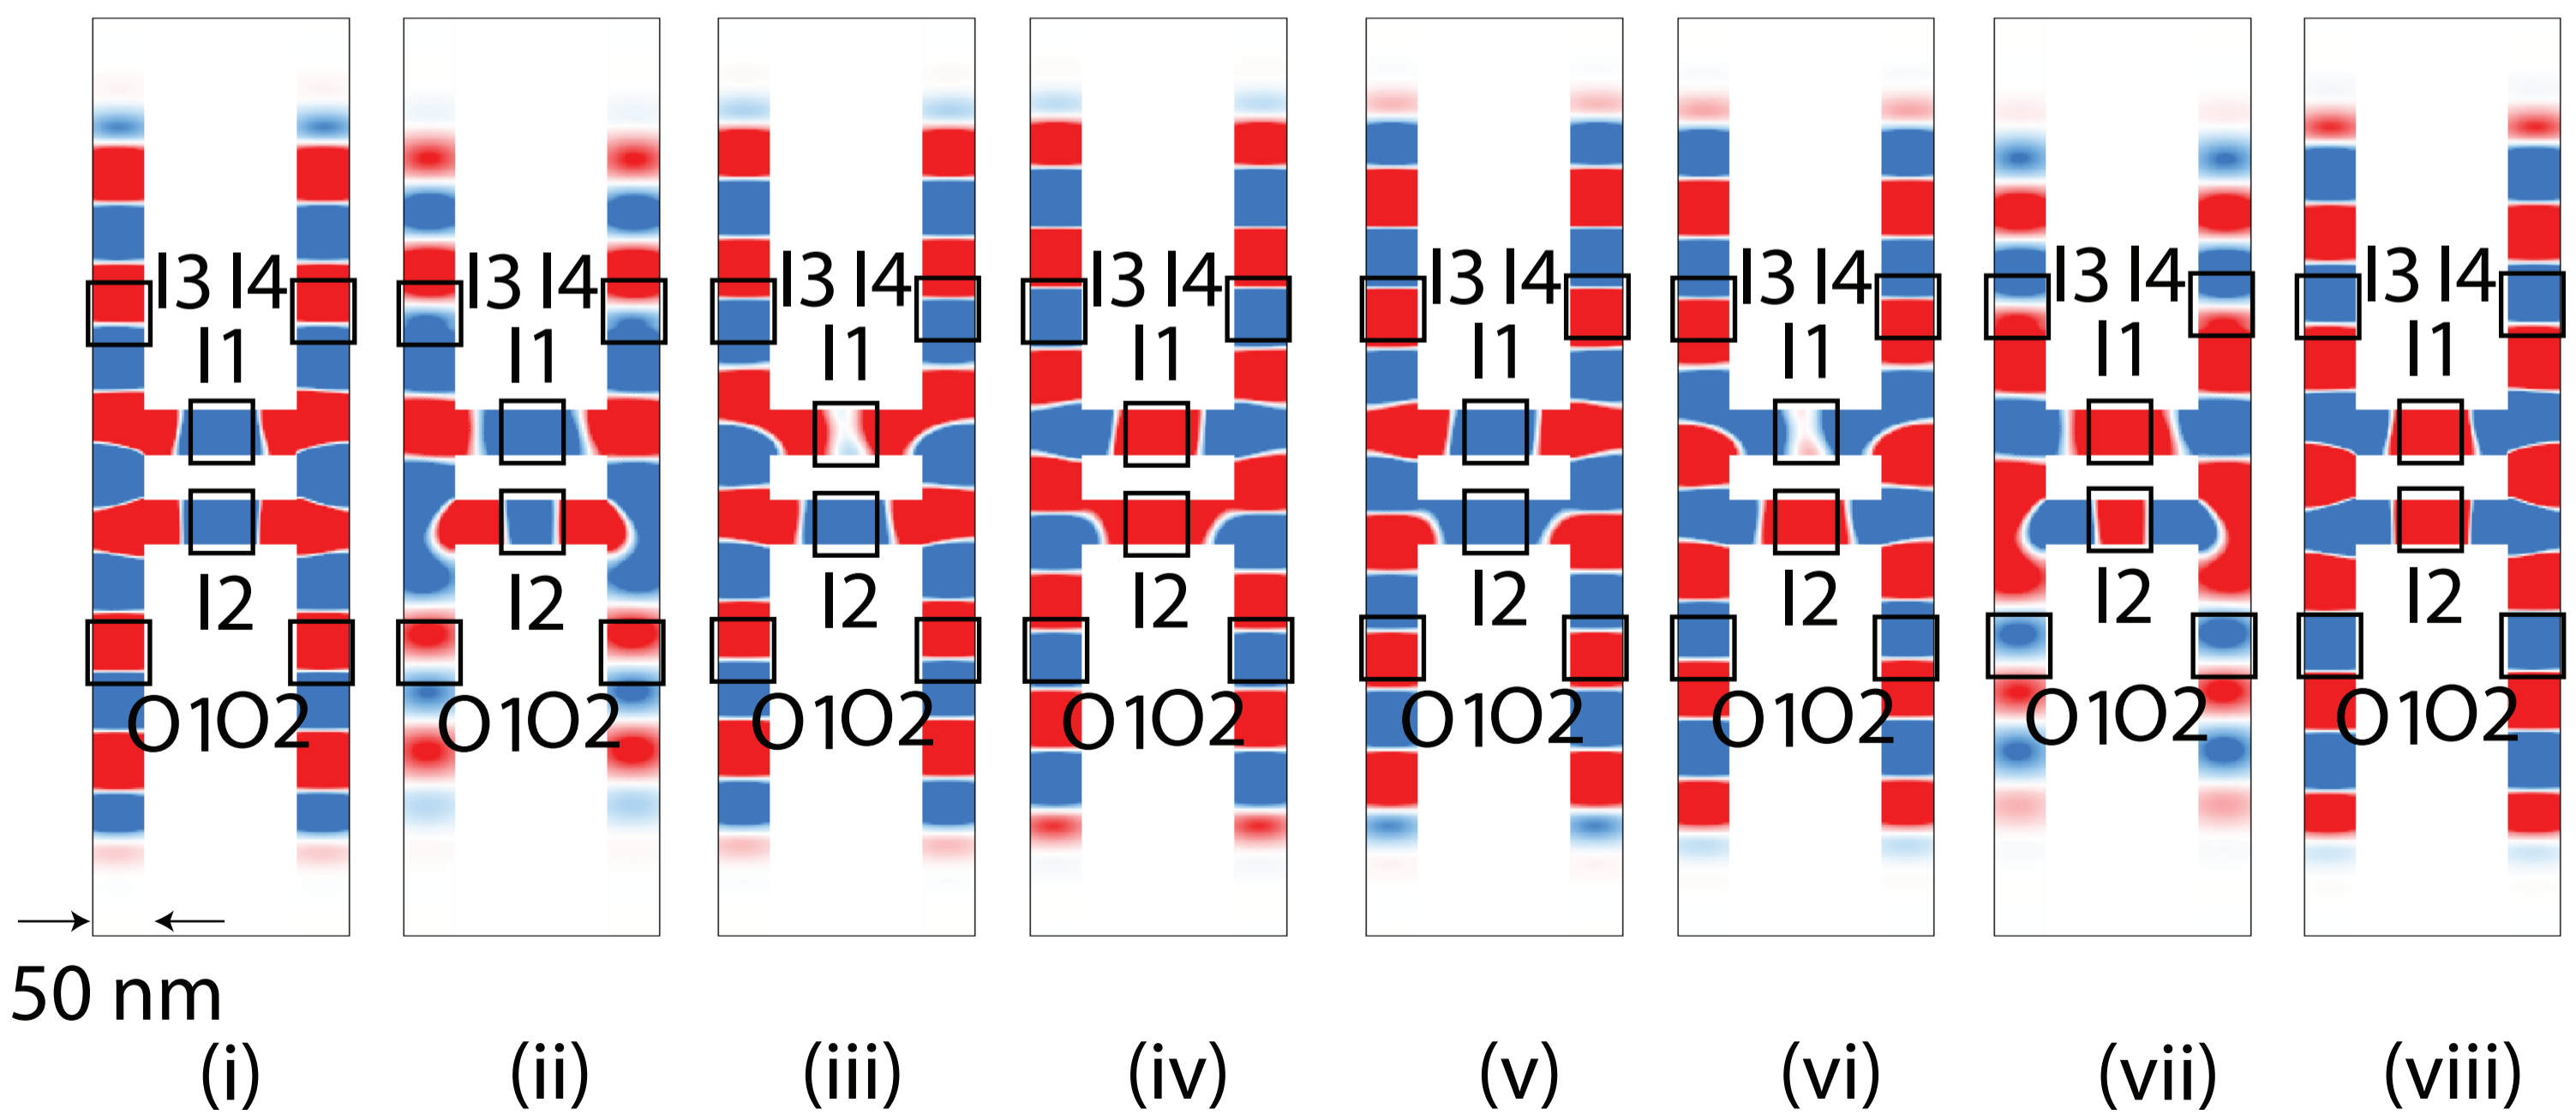 I3 I4 I3 I4 I3 I4 I3 I4 I3 I4 I3 I4 I3 I4 I3 I4
I1 I1 I1 I1 I1 I1 I1 I1
I2 I2 I2 I2 I2 I2 I2 I2
O1O2 O1O2 O1O2 O1O2 O1O2 O1O2 O1O2 O1O2
50 nm
(i) (ii) (iii) (iv) (v) (vi) (vii) (viii)